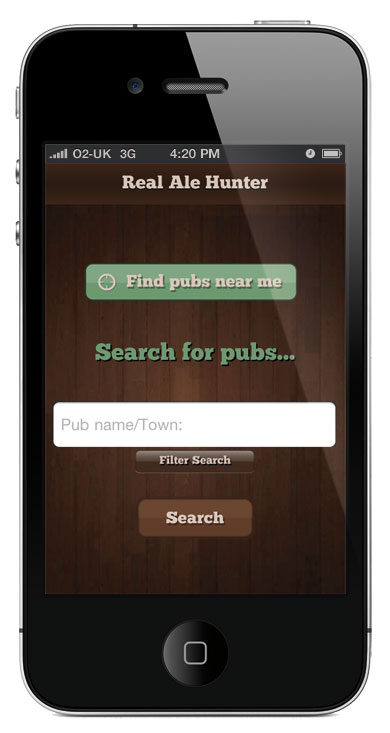 O2-UK 3G 4:20 PM
Real Ale Hunter
Find pubs near me
Search for pubs...
Pub name/Town:
Filter Search
Search